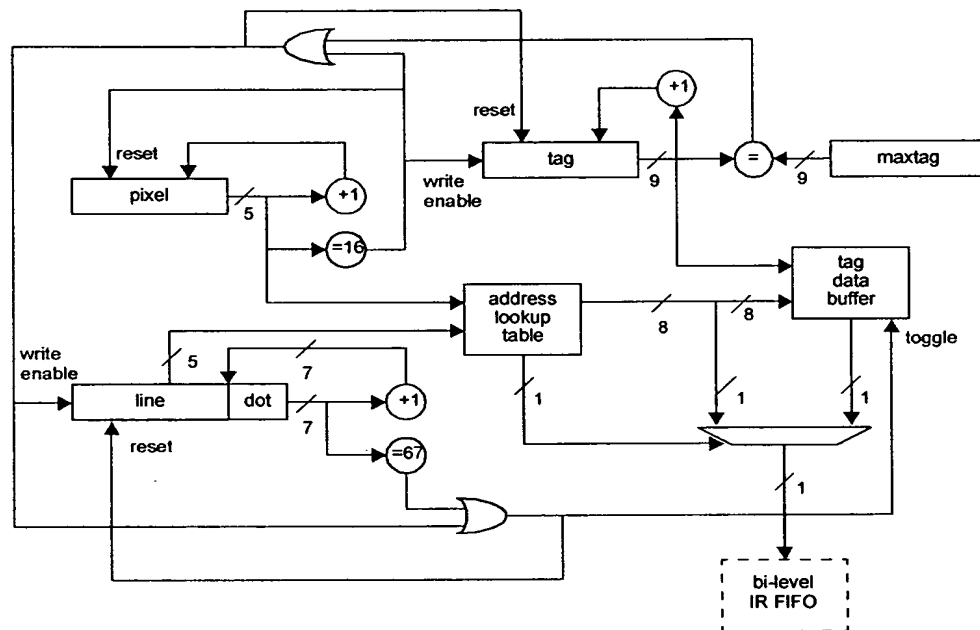 +1
reset
tag
=
maxtag
9
9
write
enable
reset
pixel
5
+1
=16
tag
data
buffer
toggle
address
lookup
table
8
8
write
enable
5
7
line
dot
7
+1
reset
=67
1
1
1
1
bi-level
IR FIFO